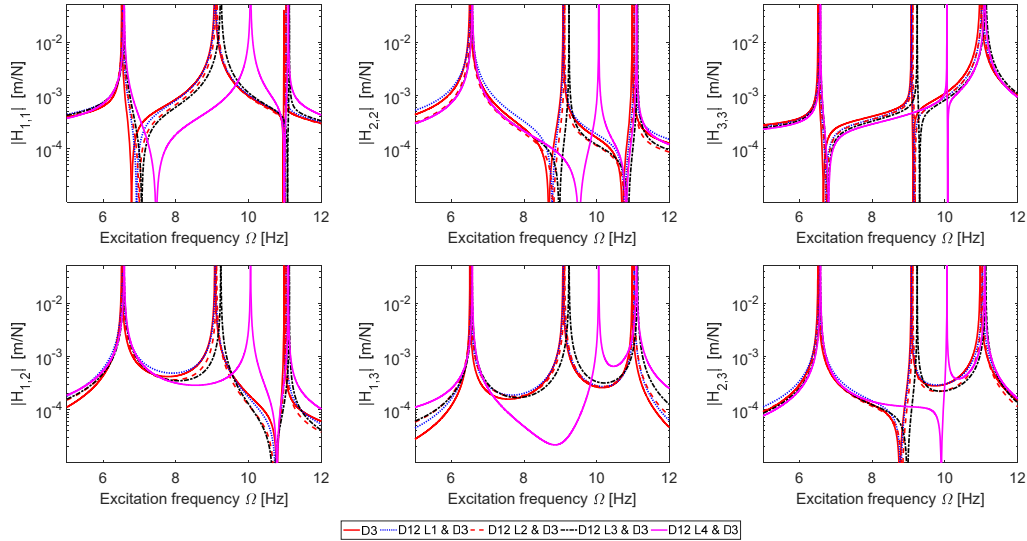 |H1,1| [m/N]
10-2
10-3
10-4
6 8 10 12
Excitation frequency Ω [Hz]
|H2,2| [m/N]
10-2
10-3
10-4
6 8 10 12
Excitation frequency Ω [Hz]
|H3,3| [m/N]
10-2
10-3
10-4
6 8 10 12
Excitation frequency Ω [Hz]
|H1,2| [m/N]
10-2
10-3
10-4
6 8 10 12
Excitation frequency Ω [Hz]
|H1,3| [m/N]
10-2
10-3
10-4
6 8 10 12
Excitation frequency Ω [Hz]
|H2,3| [m/N]
10-2
10-3
10-4
6 8 10 12
Excitation frequency Ω [Hz]
D3 D12 L1 & D3 D12 L2 & D3 D12 L3 & D3 D12 L4 & D3